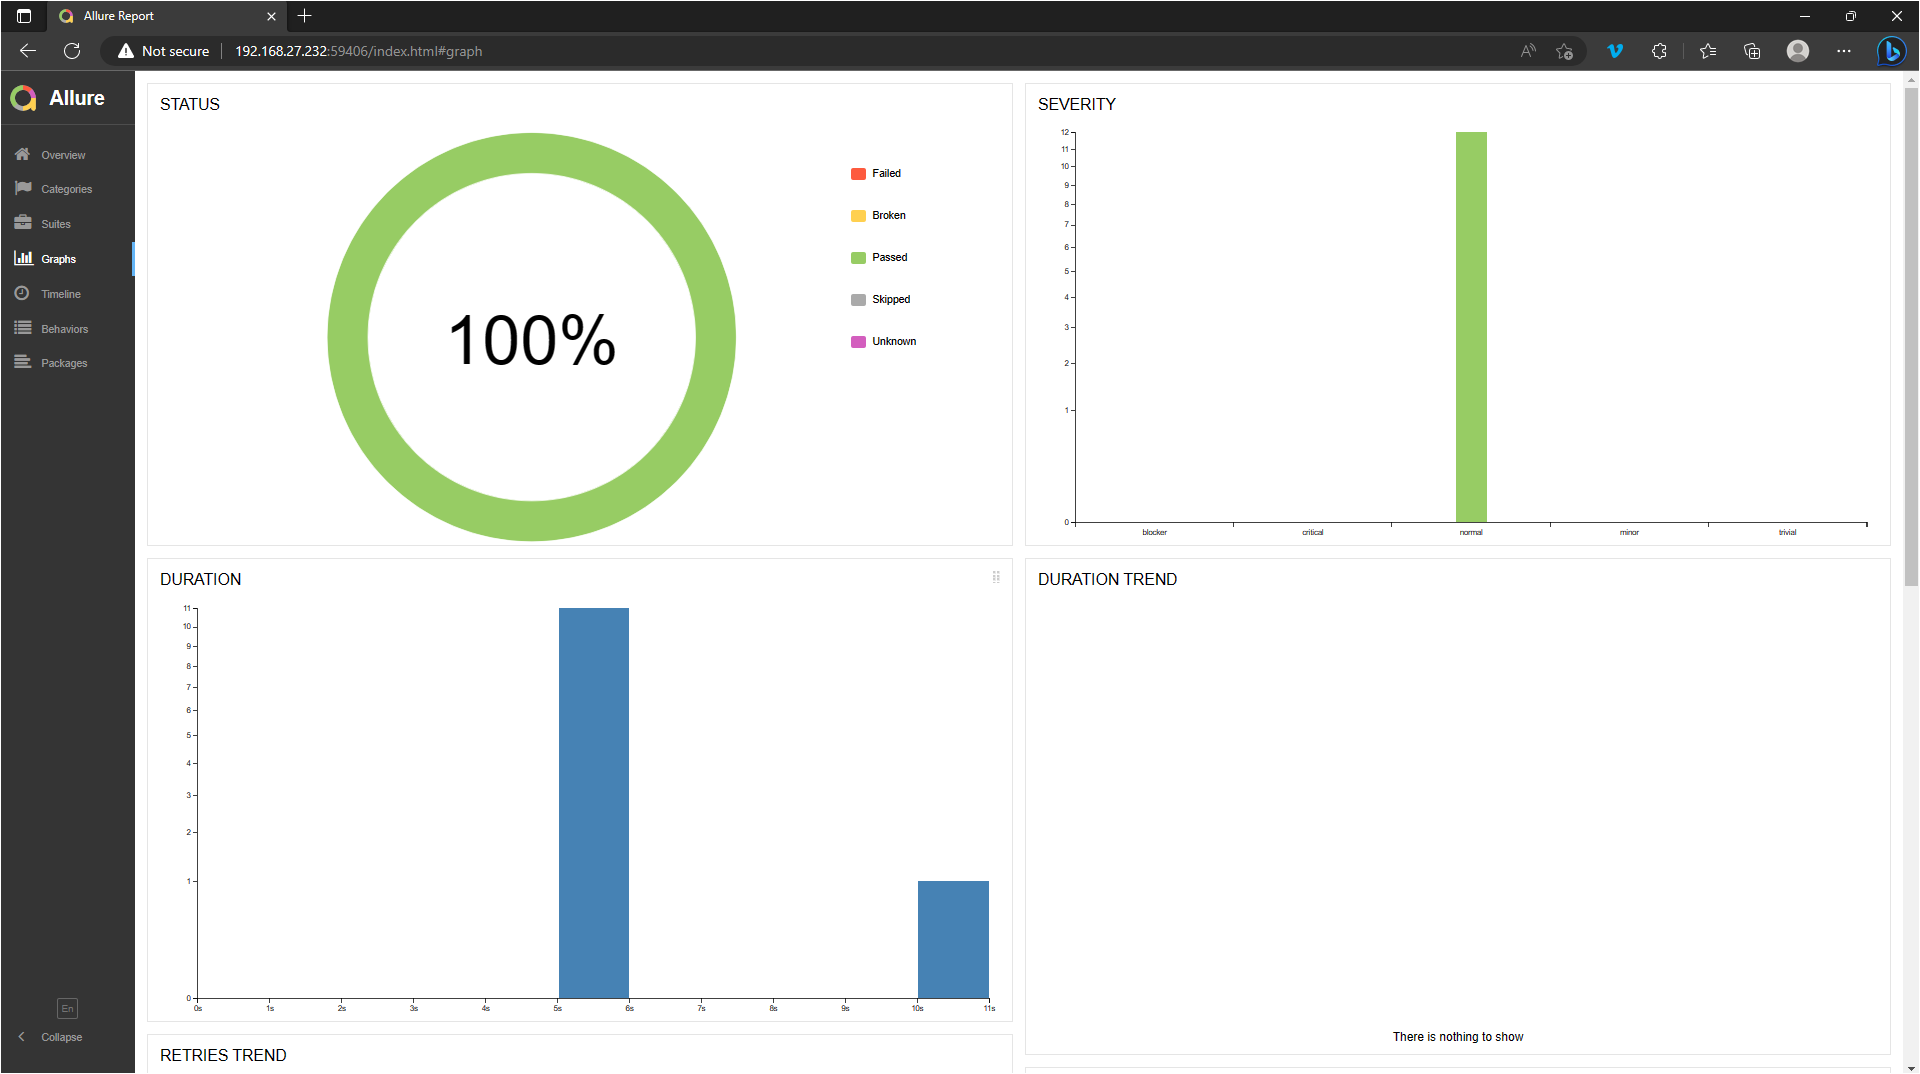 Allure Report
Not secure
192.168.27.232:59406/index.html#graph
Allure
Overview
Categories
Suites
Graphs
Timeline
Behaviors
Packages
En
Collapse
STATUS
100%
Failed
Broken
Passed
Skipped
Unknown
SEVERITY
12
11
10
9
8
7
6
5
4
3
2
1
0
blocker critical normal minor trivial
DURATION
11
10
9
8
7
6
5
4
3
2
1
0
0s 1s 2s 3s 4s 5s 6s 7s 8s 9s 10s 11s
DURATION TREND
There is nothing to show
RETRIES TREND